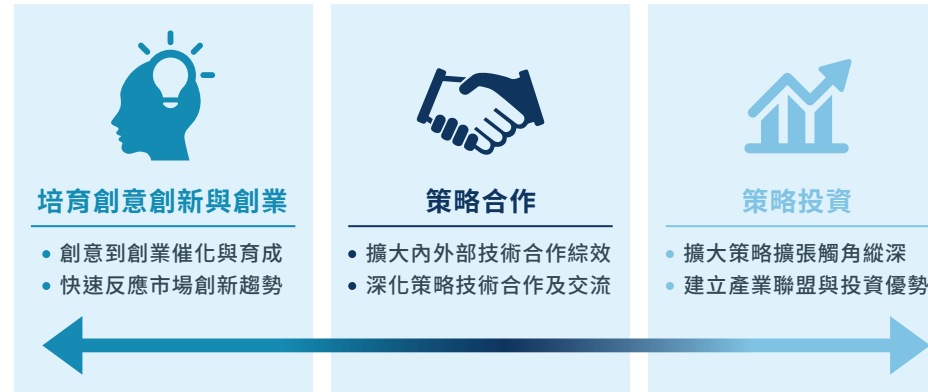 培育創意創新與創業
• 創意到創業催化與育成
• 快速反應市場創新趨勢
策略合作
• 擴大內外部技術合作綜效
• 深化策略技術合作及交流
策略投資
• 擴大策略擴張觸角縱深
• 建立產業聯盟與投資優勢